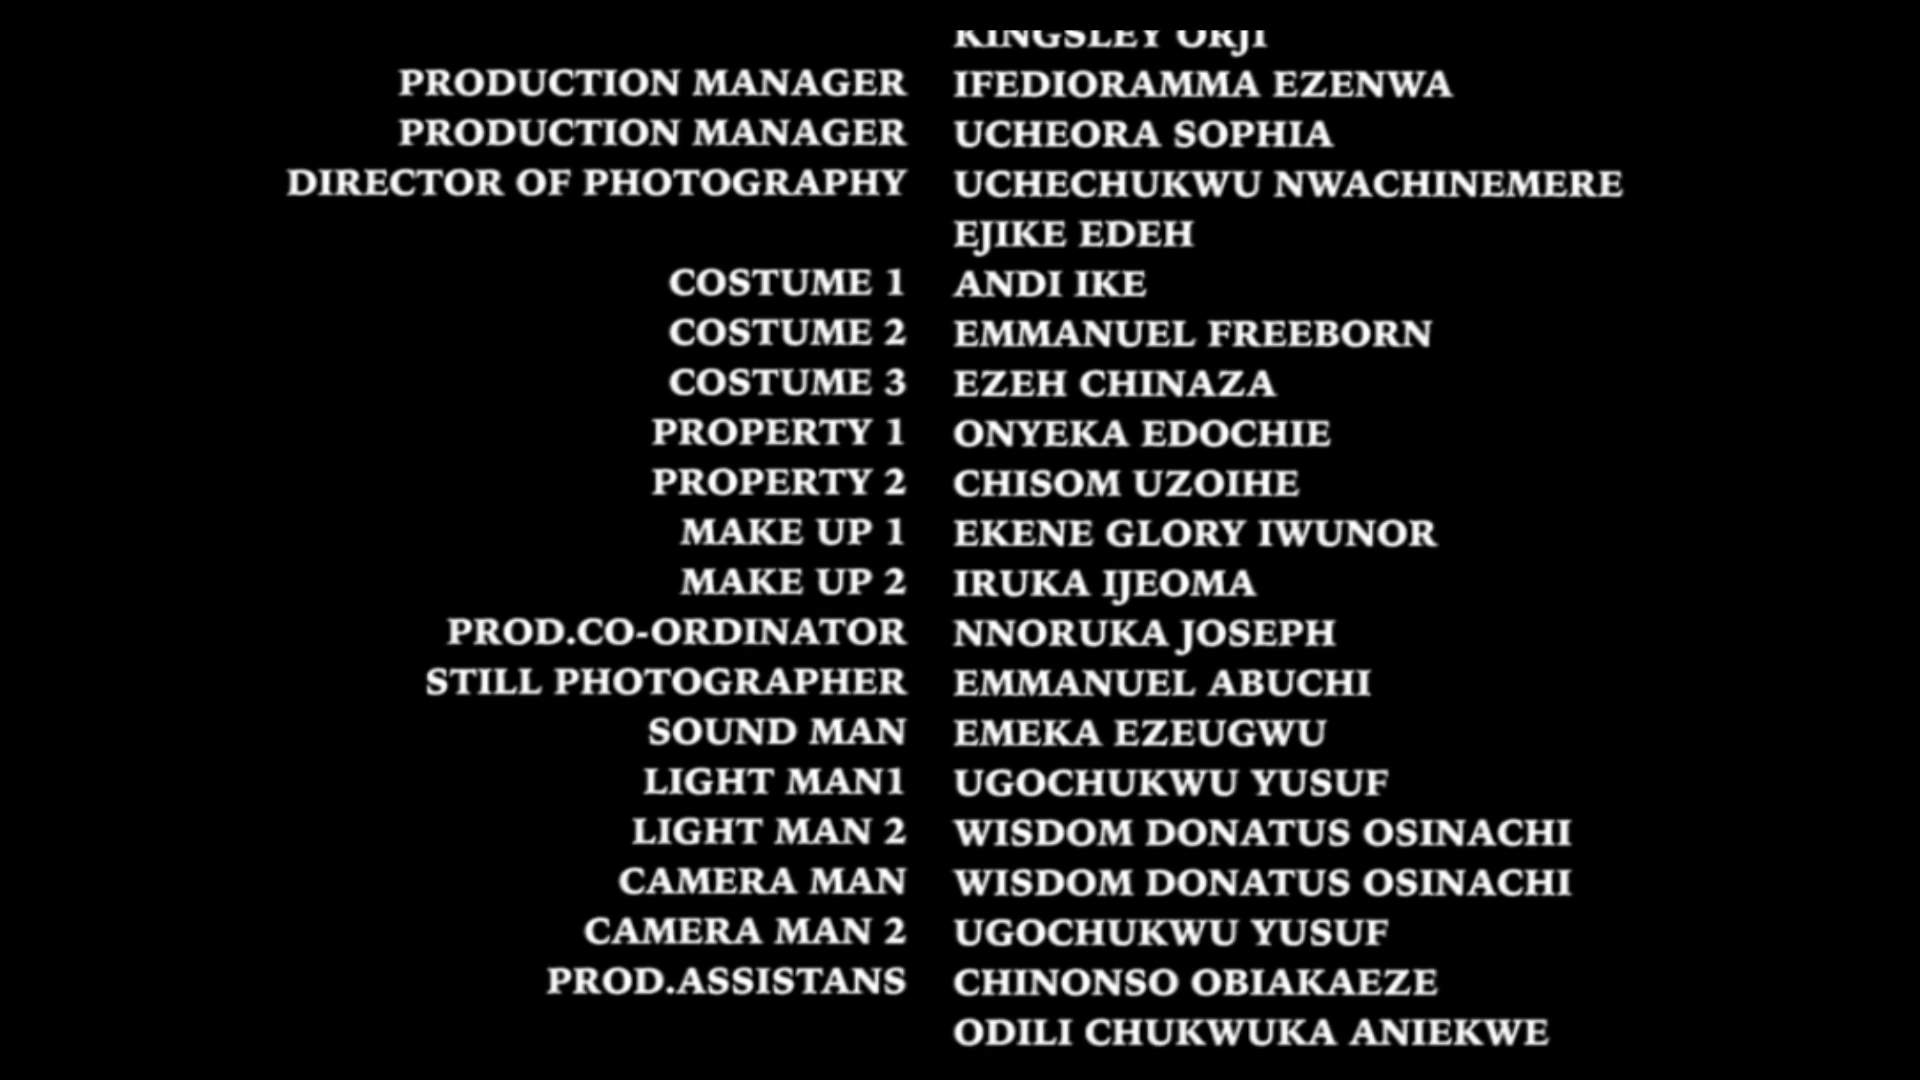 KINGSLEY ORJI
PRODUCTION MANAGER IFEDIORAMMA EZENWA
PRODUCTION MANAGER UCHEORA SOPHIA
DIRECTOR OF PHOTOGRAPHY UCHECHUKWU NWACHINEMERE
EJIKE EDEH
COSTUME 1 ANDI IKE
COSTUME 2 EMMANUEL FREEBORN
COSTUME 3 EZEH CHINAZA
PROPERTY 1 ONYEKA EDOCHIE
PROPERTY 2 CHISOM UZOIHE
MAKE UP 1 EKENE GLORY IWUNOR
MAKE UP 2 IRUKA IJEOMA
PROD.CO-ORDINATOR NNORUKA JOSEPH
STILL PHOTOGRAPHER EMMANUEL ABUCHI
SOUND MAN EMEKA EZEUGWU
LIGHT MAN1 UGOCHUKWU YUSUF
LIGHT MAN 2 WISDOM DONATUS OSINACHI
CAMERA MAN WISDOM DONATUS OSINACHI
CAMERA MAN 2 UGOCHUKWU YUSUF
PROD.ASSISTANS CHINONSO OBIAKAEZE
ODILI CHUKWUKA ANIEKWE